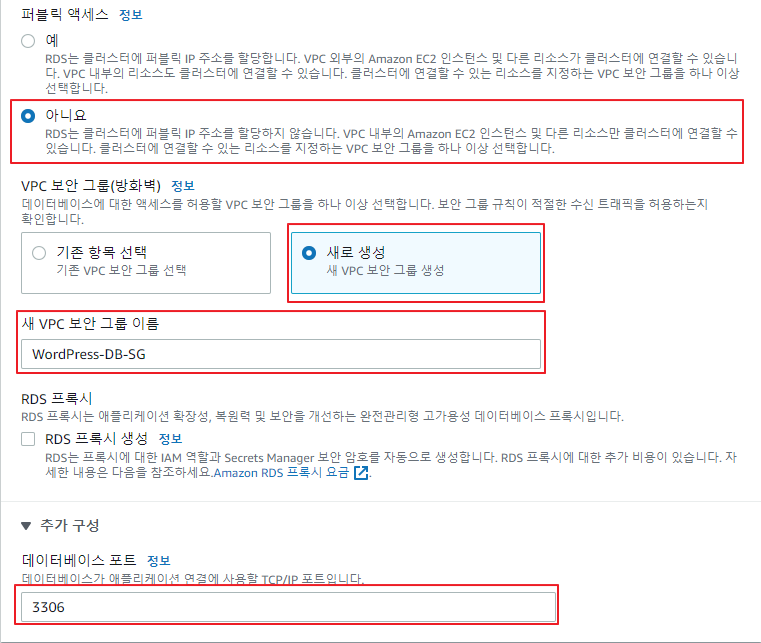 퍼블릭 액세스 정보
예
RDS는 클러스터에 퍼블릭 IP 주소를 할당합니다. VPC 외부의 Amazon EC2 인스턴스 및 다른 리소스가 클러스터에 연결할 수 있습니
다. VPC 내부의 리소스도 클러스터에 연결할 수 있습니다. 클러스터에 연결할 수 있는 리소스를 지정하는 VPC 보안 그룹을 하나 이상
선택합니다.
아니요
RDS는 클러스터에 퍼블릭 IP 주소를 할당하지 않습니다. VPC 내부의 Amazon EC2 인스턴스 및 다른 리소스만 클러스터에 연결할 수
있습니다. 클러스터에 연결할 수 있는 리소스를 지정하는 VPC 보안 그룹을 하나 이상 선택합니다.
VPC 보안 그룹(방화벽) 정보
데이터베이스에 대한 액세스를 허용할 VPC 보안 그룹을 하나 이상 선택합니다. 보안 그룹 규칙이 적절한 수신 트래픽을 허용하는지
확인합니다.
기존 항목 선택
기존 VPC 보안 그룹 선택
새로 생성
새 VPC 보안 그룹 생성
새 VPC 보안 그룹 이름
WordPress-DB-SG
RDS 프록시
RDS 프록시는 애플리케이션 확장성, 복원력 및 보안을 개선하는 완전관리형 고가용성 데이터베이스 프록시입니다.
RDS 프록시 생성 정보
RDS는 프록시에 대한 IAM 역할과 Secrets Manager 보안 암호를 자동으로 생성합니다. RDS 프록시에 대한 추가 비용이 있습니다. 자
세한 내용은 다음을 참조하세요.Amazon RDS 프록시 요금.
추가 구성
데이터베이스 포트 정보
데이터베이스가 애플리케이션 연결에 사용할 TCP/IP 포트입니다.
3306